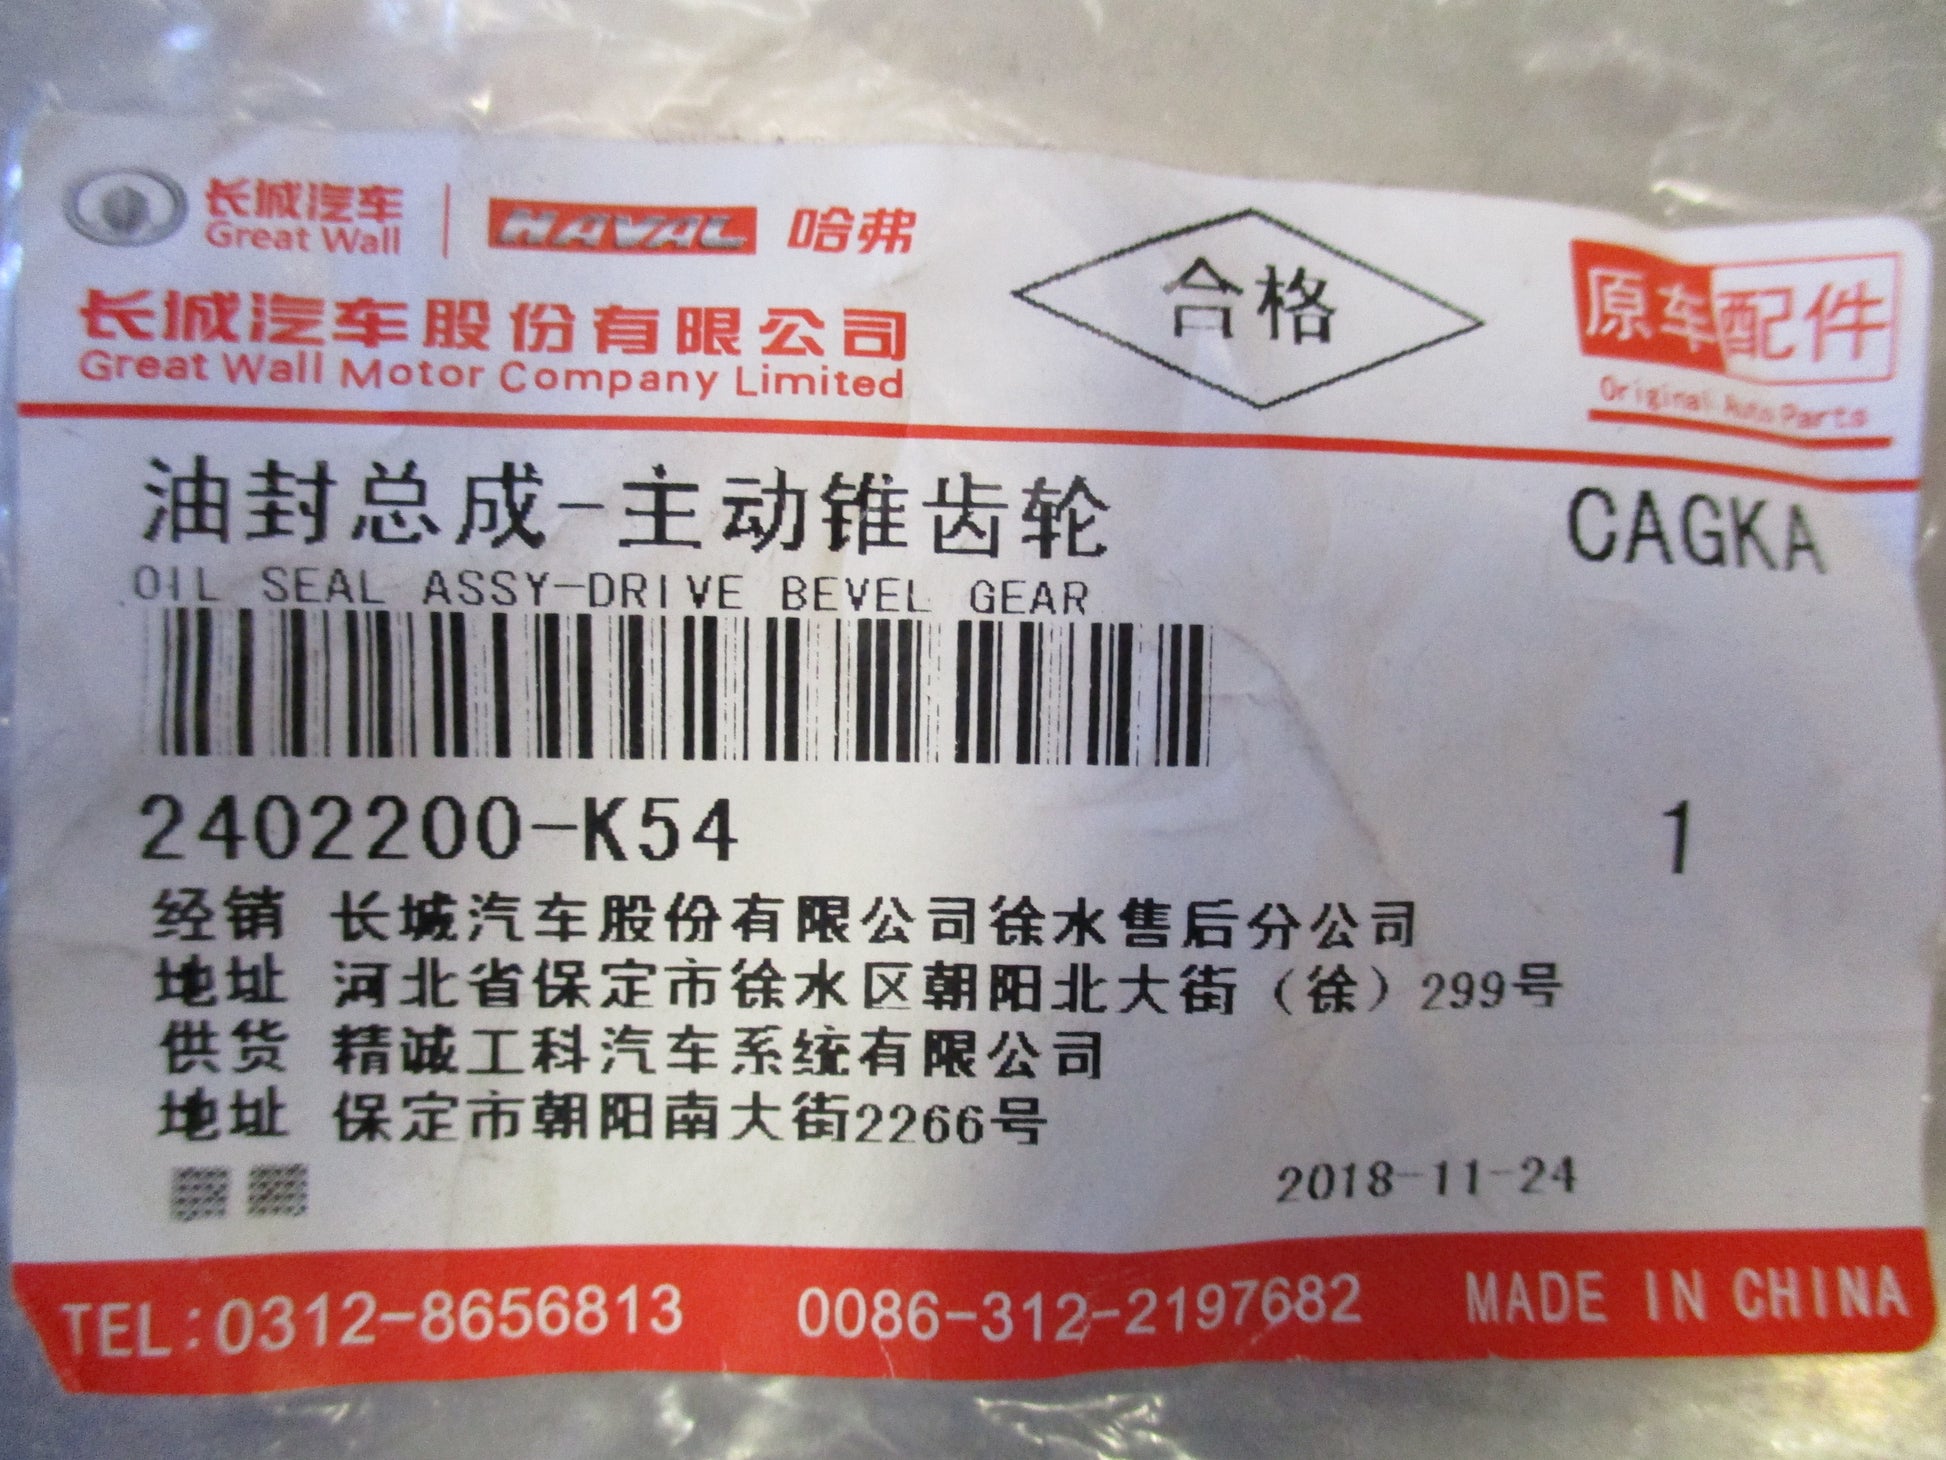 长城汽车 HAVAL 哈弗
Great Wall
长城汽车股份有限公司
Great Wall Motor Company Limited
合格
原车配件
Original Auto Parts
油封总成-主动锥齿轮 CAGKA
OIL SEAL ASSY-DRIVE BEVEL GEAR
2402200-K54 1
经销 长城汽车股份有限公司徐水售后分公司
地址 河北省保定市徐水区朝阳北大街（徐）299号
供货 精诚工科汽车系统有限公司
地址 保定市朝阳南大街2266号
2018-11-24
TEL:0312-8656813 0086-312-2197682 MADE IN CHINA